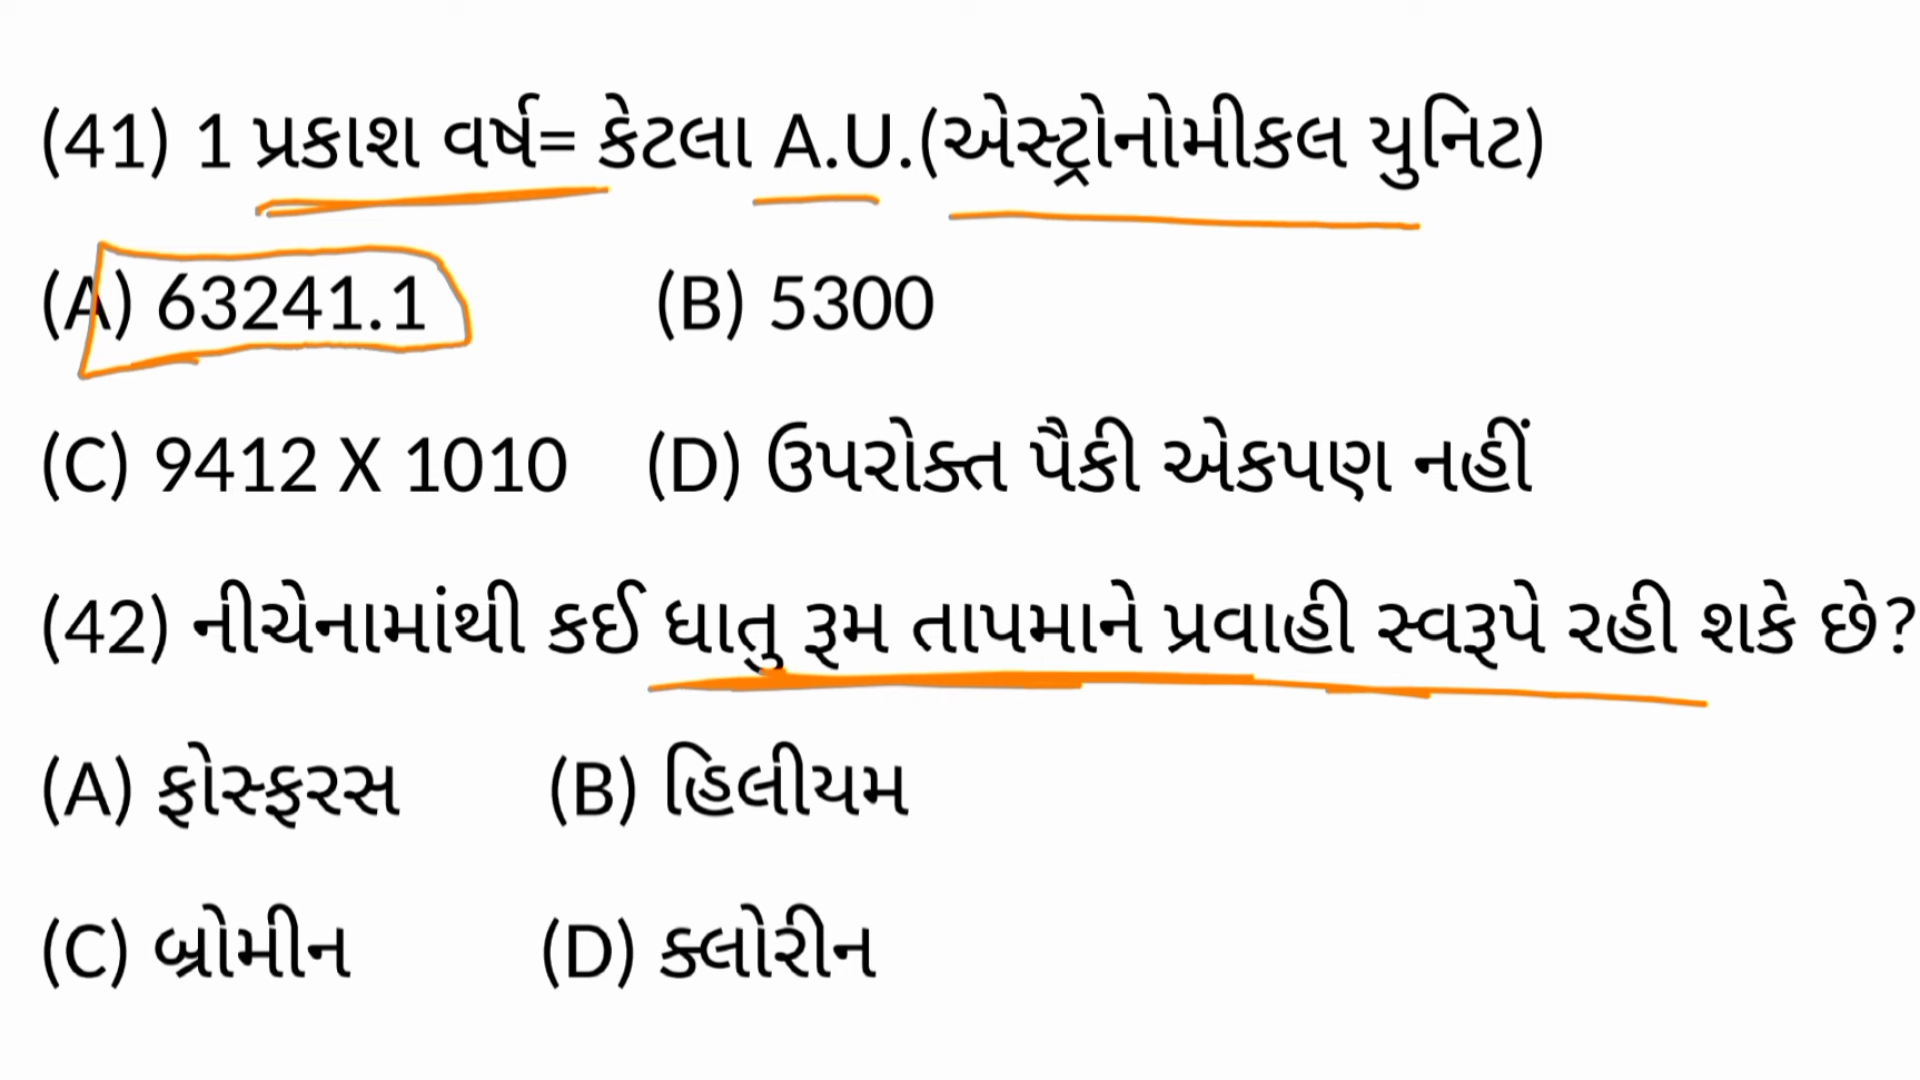 (41) 1 પ્રકાશ વર્ષ= કેટલા A.U.(એસ્ટ્રોનોમીકલ યુનિટ)
(A) 63241.1 (B) 5300
(C) 9412 X 1010 (D) ઉપરોક્ત પૈકી એકપણ નહીં
(42) નીચેનામાંથી કઈ ધાતુ રૂમ તાપમાને પ્રવાહી સ્વરૂપે રહી શકે છે?
(A) ફોસ્ફરસ (B) હિલીયમ
(C) બ્રોમીન (D) ક્લોરીન